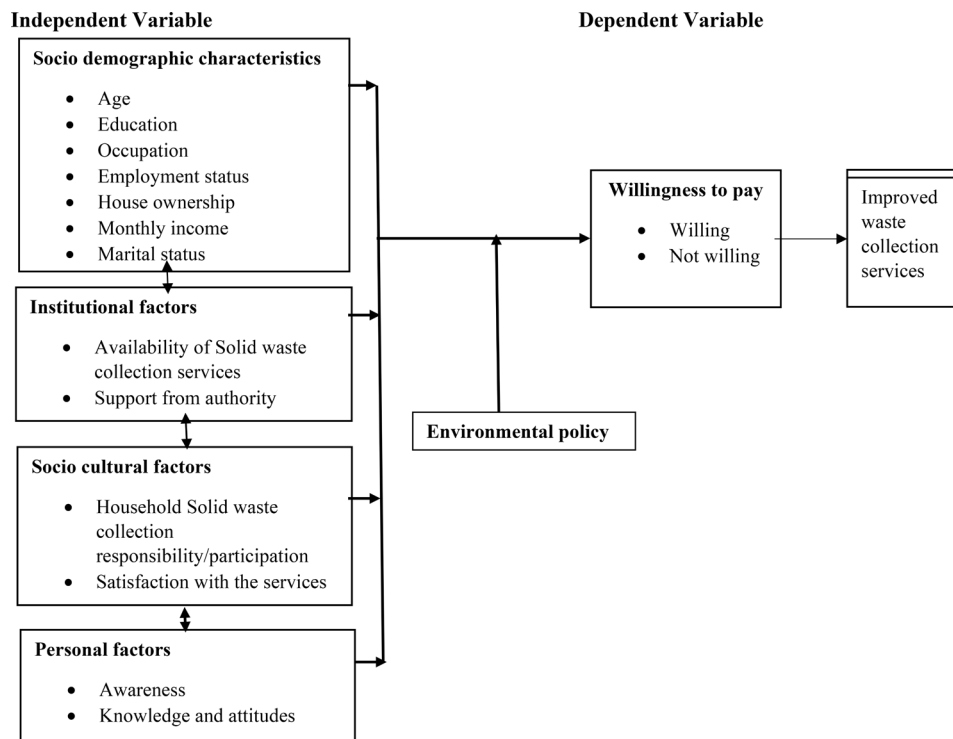 Independent Variable
Dependent Variable
Socio demographic characteristics
• Age
• Education
• Occupation
• Employment status
• House ownership
• Monthly income
• Marital status
Institutional factors
• Availability of Solid waste
collection services
• Support from authority
Socio cultural factors
• Household Solid waste
collection
responsibility/participation
• Satisfaction with the services
Personal factors
• Awareness
• Knowledge and attitudes
Environmental policy
Willingness to pay
• Willing
• Not willing
Improved
waste
collection
services